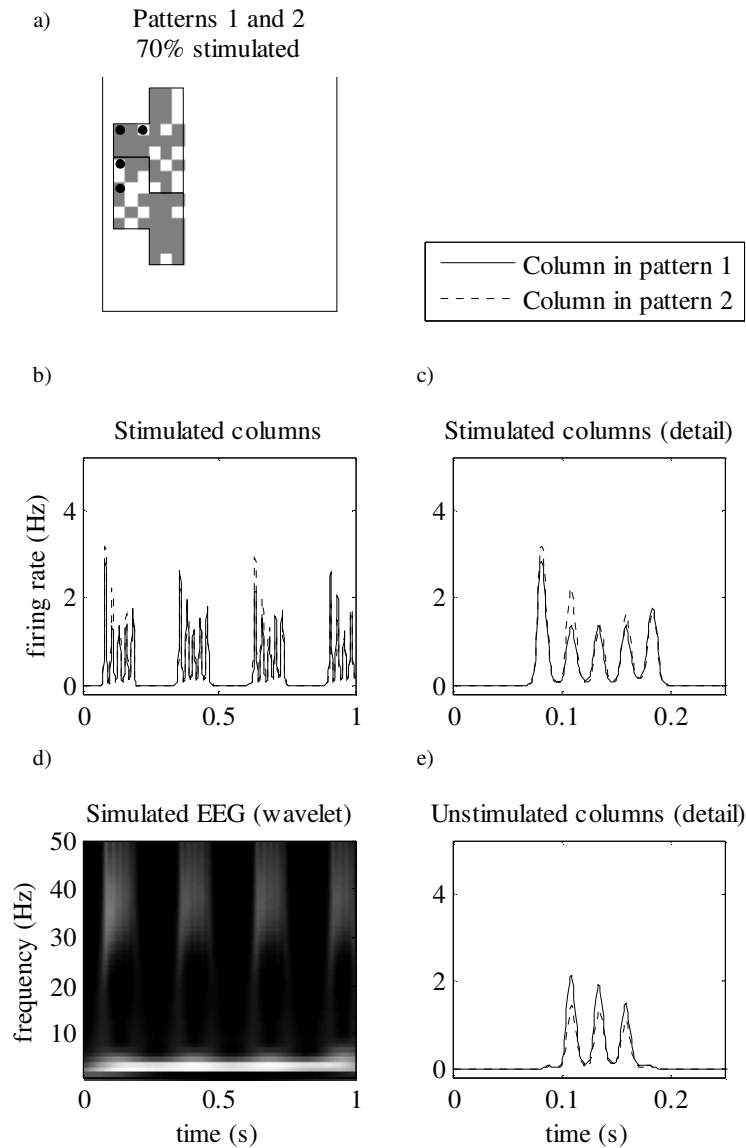 a)
Patterns 1 and 2
70% stimulated
Column in pattern 1
Column in pattern 2
b)
c)
Stimulated columns
Stimulated columns (detail)
firing rate (Hz)
4
2
0
0
0.5
1
4
2
0
0
0.1
0.2
d)
e)
Simulated EEG (wavelet)
Unstimulated columns (detail)
frequency (Hz)
50
40
30
20
10
0
0.5
1
time (s)
4
2
0
0
0.1
0.2
time (s)